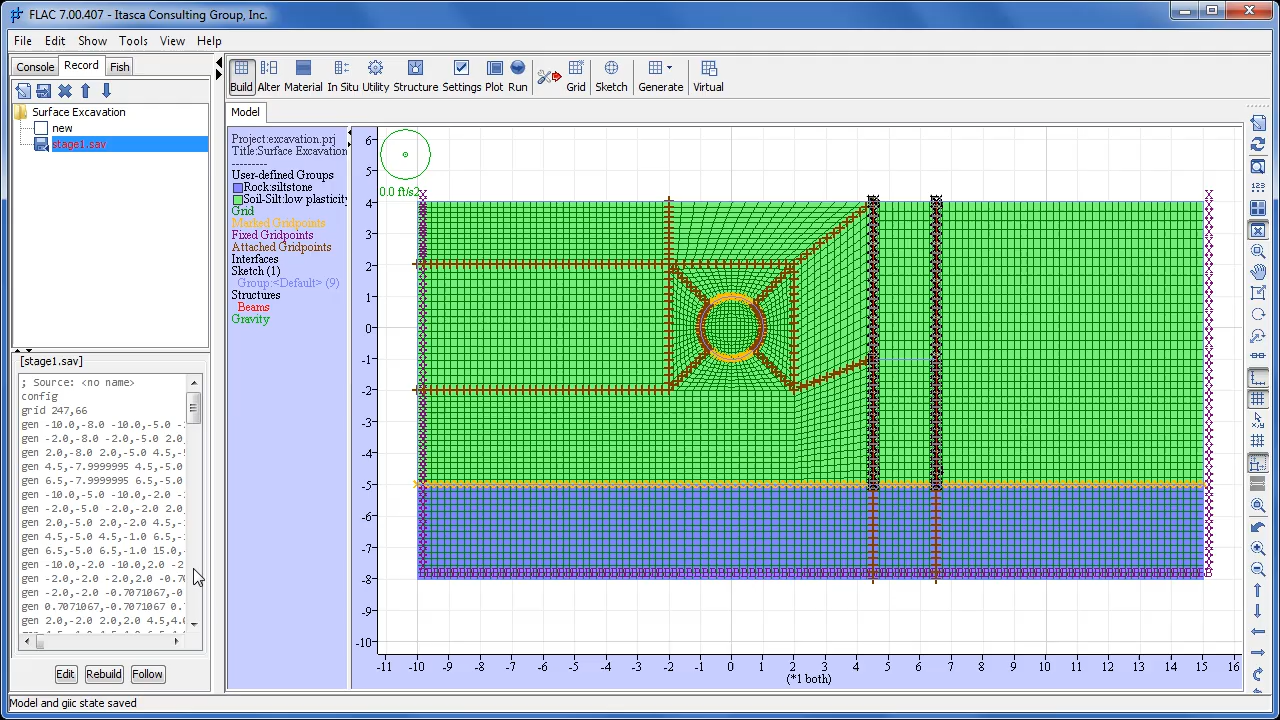 FLAC 7.00.407 - Itasca Consulting Group, Inc.
File Edit Show Tools View Help
Console Record Fish
Build Alter Material In Situ Utility Structure Settings Plot Run Grid Sketch Generate Virtual
Surface Excavation
new
stage1.sav
Model
Project:excavation.prj
Title:Surface Excavation
---------
User-defined Groups
Rock:siltstone
Soil-Silt:low plasticity
Grid
Marked Gridpoints
Fixed Gridpoints
Attached Gridpoints
Interfaces
Sketch (1)
Group:<Default> (9)
Structures
Beams
Gravity
0.0 ft/s2
6
5
4
3
2
1
0
-1
-2
-3
-4
-5
-6
-7
-8
-9
-10
-11 -10 -9 -8 -7 -6 -5 -4 -3 -2 -1 0 1 2 3 4 5 6 7 8 9 10 11 12 13 14 15 16
(*1 both)
123
[stage1.sav]
; Source: <no name>
config
grid 247,66
gen -10.0,-8.0 -10.0,-5.0
gen -2.0,-8.0 -2.0,-5.0 2.0,
gen 2.0,-8.0 2.0,-5.0 4.5,-
gen 4.5,-7.9999995 4.5,-5.0
gen 6.5,-7.9999995 6.5,-5.0
gen -10.0,-5.0 -10.0,-2.0
gen -2.0,-5.0 -2.0,-2.0 2.0
gen 2.0,-5.0 2.0,-2.0 4.5,-
gen 4.5,-5.0 4.5,-1.0 6.5,-
gen 6.5,-5.0 6.5,-1.0 15.0,
gen -10.0,-2.0 -10.0,2.0
gen -2.0,-2.0 -2.0,2.0 -0.70
gen -2.0,-2.0 -0.7071067,-0
gen 0.7071067,-0.7071067 0.
gen 2.0,-2.0 2.0,2.0 4.5,4.0
Edit Rebuild Follow
Model and giic state saved